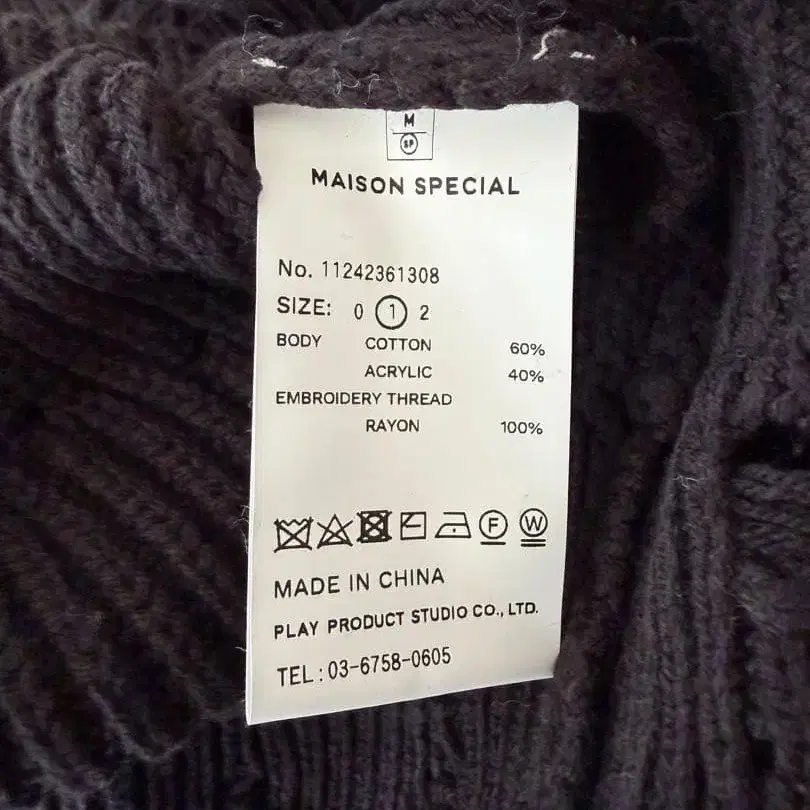 M
SP
MAISON SPECIAL
No. 11242361308
SIZE: 0 1 2
BODY COTTON 60%
ACRYLIC 40%
EMBROIDERY THREAD
RAYON 100%
F W
MADE IN CHINA
PLAY PRODUCT STUDIO CO., LTD.
TEL : 03-6758-0605